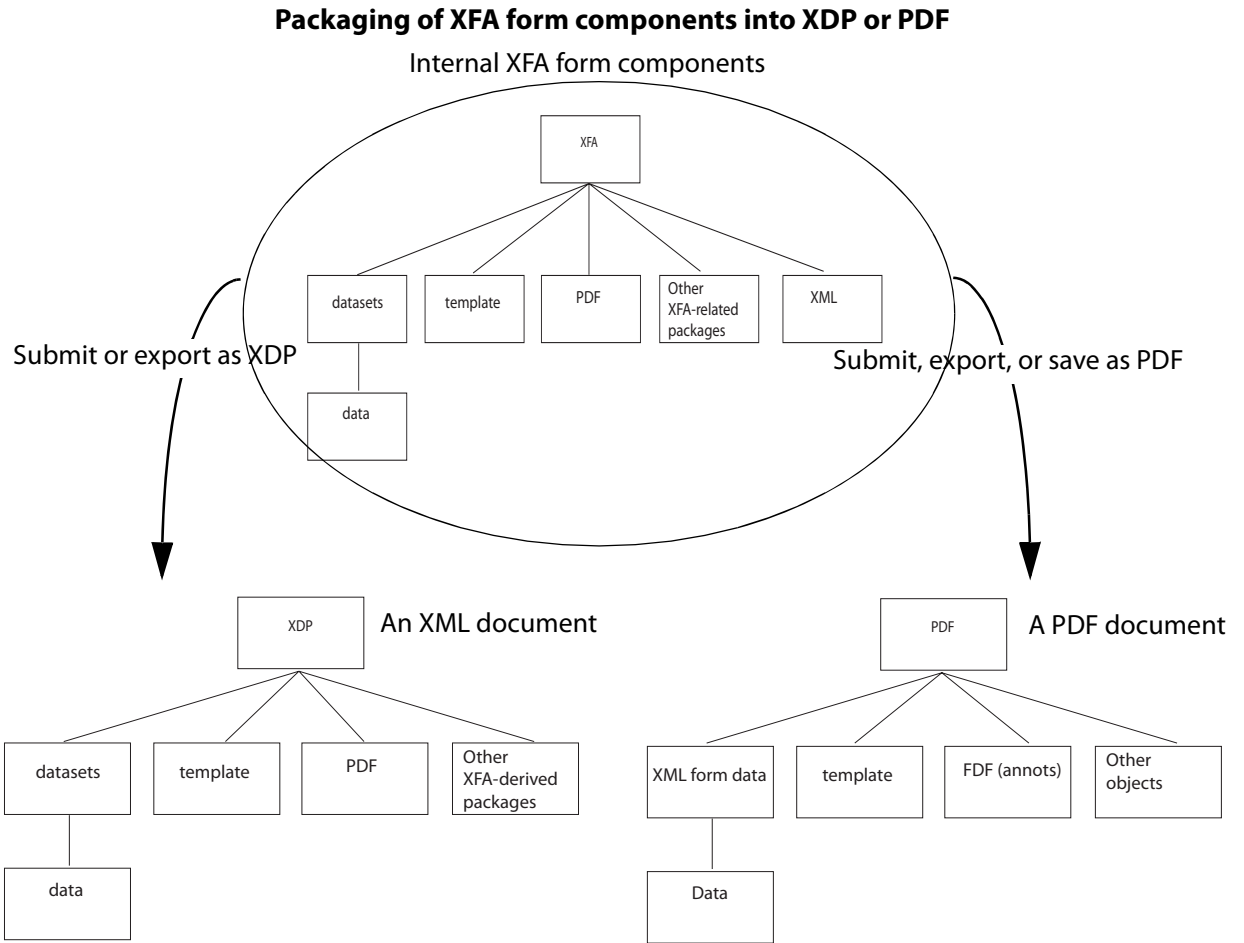 Packaging of XFA form components into XDP or PDF
Internal XFA form components
XFA
datasets
template
PDF
Other
XFA-related
packages
XML
data
Submit or export as XDP
Submit, export, or save as PDF
XDP
An XML document
datasets
template
PDF
Other
XFA-derived
packages
data
PDF
A PDF document
XML form data
template
FDF (annots)
Other
objects
Data